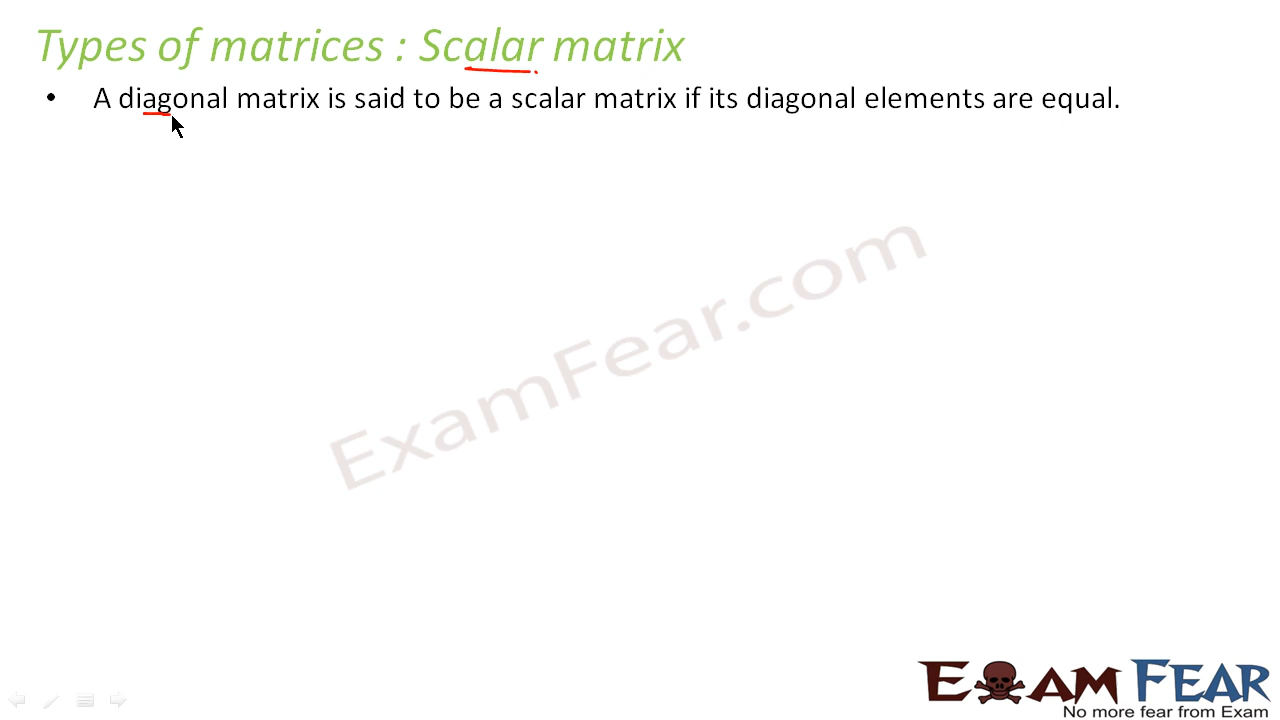 Types of matrices : Scalar matrix
• A diagonal matrix is said to be a scalar matrix if its diagonal elements are equal.
ExamFear.com
EXAM FEAR
No more fear from Exam